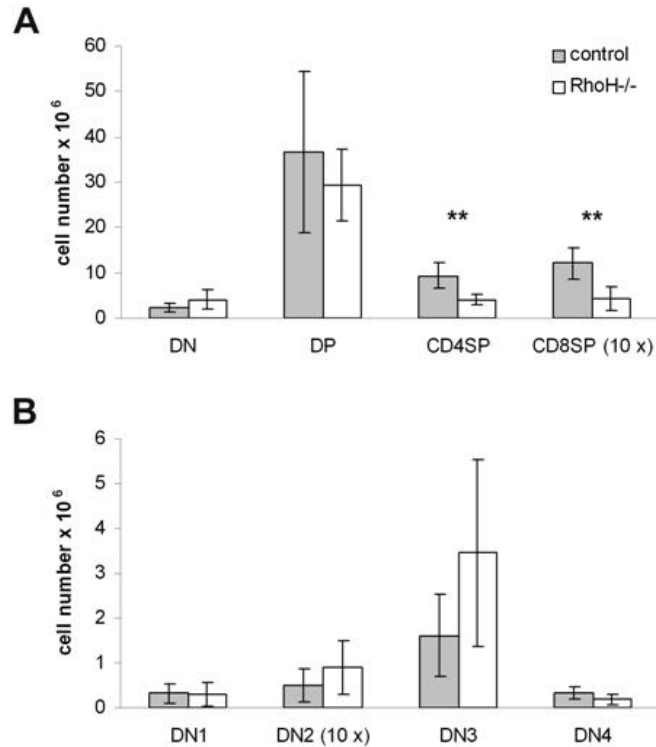 A
cell number x 10⁶
60
50
40
30
20
10
0
control
RhoH-/-
**
**
DN DP CD4SP CD8SP (10 x)
B
cell number x 10⁶
6
5
4
3
2
1
0
DN1 DN2 (10 x) DN3 DN4